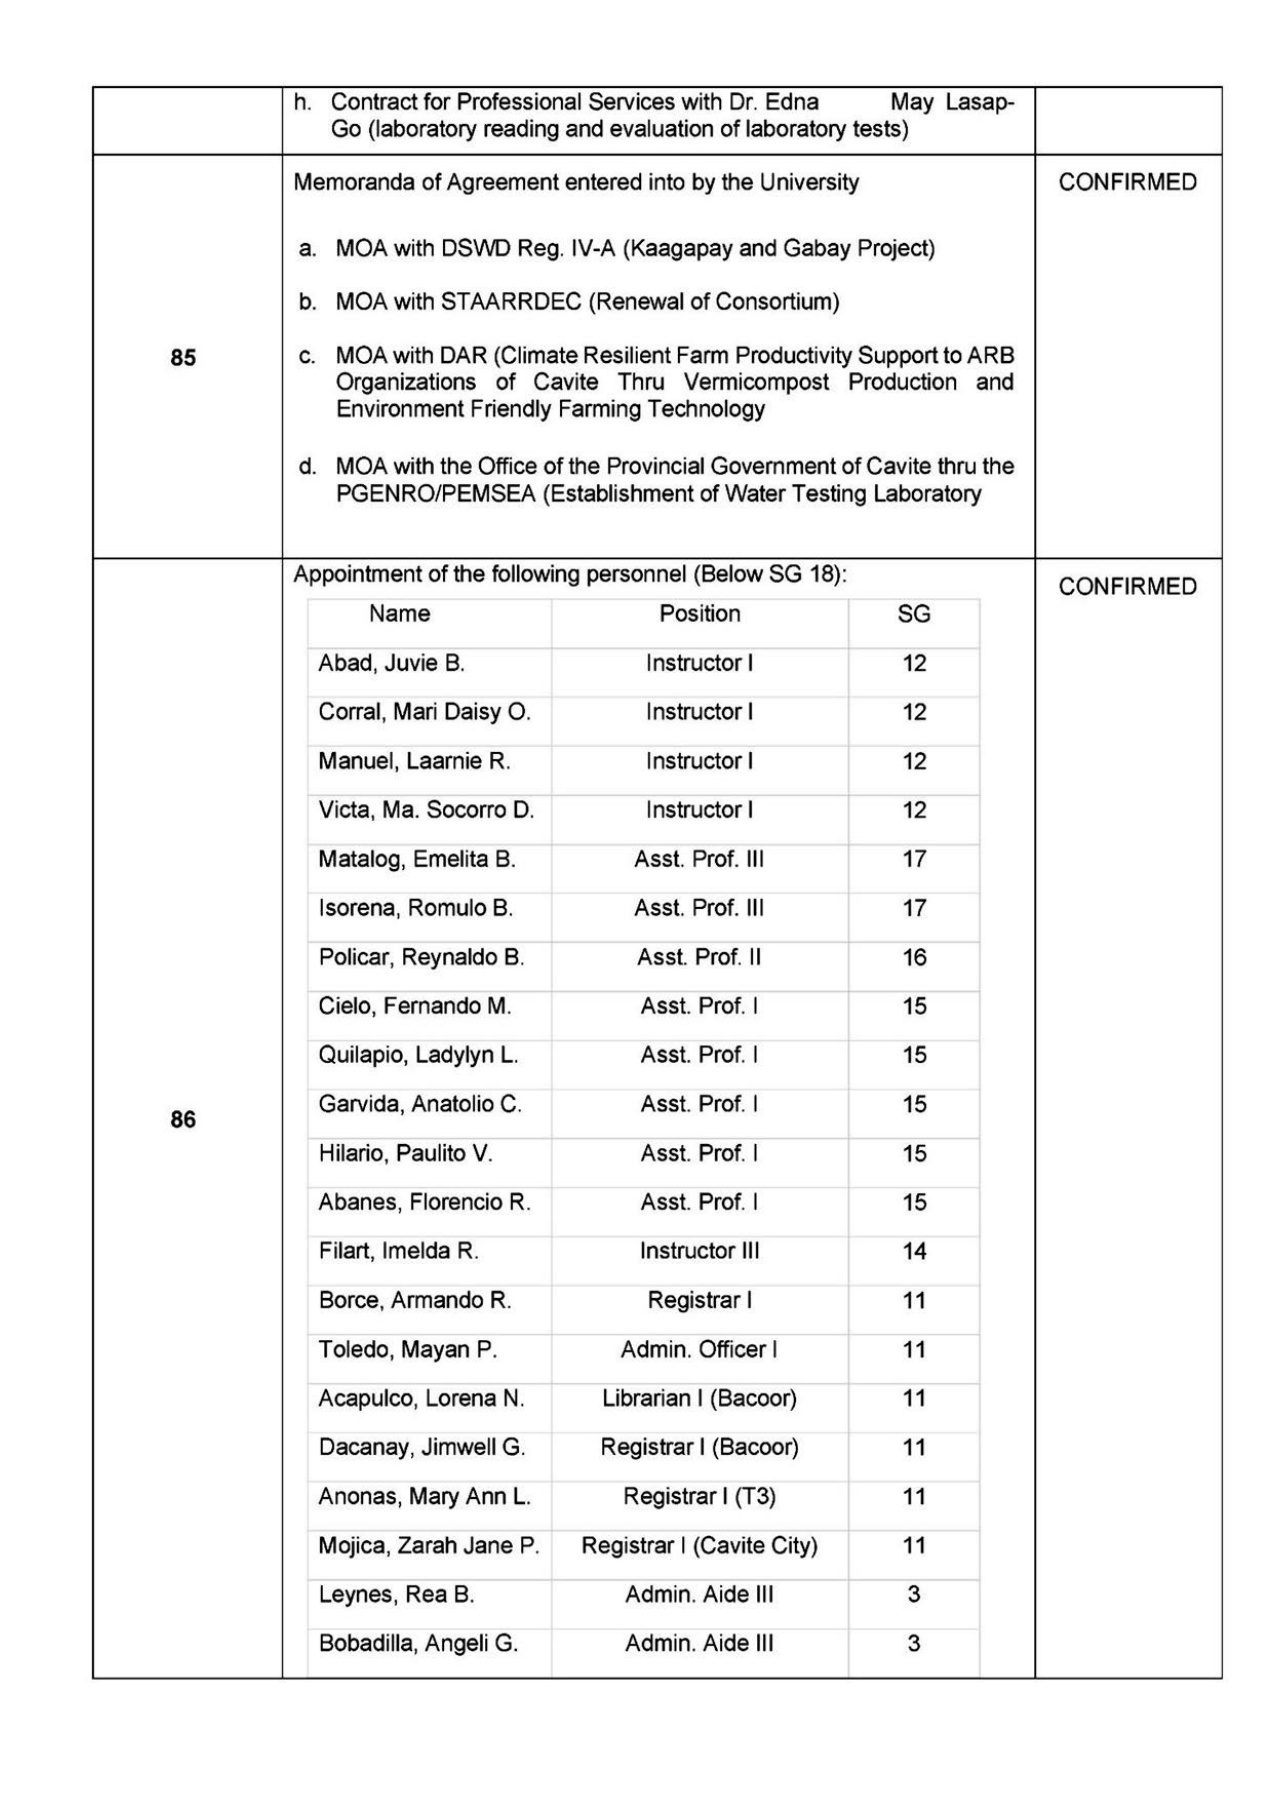 h. Contract for Professional Services with Dr. Edna May Lasap-
Go (laboratory reading and evaluation of laboratory tests)
Memoranda of Agreement entered into by the University CONFIRMED
a. MOA with DSWD Reg. IV-A (Kaagapay and Gabay Project)
b. MOA with STAARRDEC (Renewal of Consortium)
85 c. MOA with DAR (Climate Resilient Farm Productivity Support to ARB
Organizations of Cavite Thru Vermicompost Production and
Environment Friendly Farming Technology
d. MOA with the Office of the Provincial Government of Cavite thru the
PGENRO/PEMSEA (Establishment of Water Testing Laboratory
Appointment of the following personnel (Below SG 18): CONFIRMED
Name Position SG
Abad, Juvie B. Instructor I 12
Corral, Mari Daisy O. Instructor I 12
Manuel, Laarnie R. Instructor I 12
Victa, Ma. Socorro D. Instructor I 12
Matalog, Emelita B. Asst. Prof. III 17
Isorena, Romulo B. Asst. Prof. III 17
Policar, Reynaldo B. Asst. Prof. II 16
Cielo, Fernando M. Asst. Prof. I 15
Quilapio, Ladylyn L. Asst. Prof. I 15
Garvida, Anatolio C. Asst. Prof. I 15
86
Hilario, Paulito V. Asst. Prof. I 15
Abanes, Florencio R. Asst. Prof. I 15
Filart, Imelda R. Instructor III 14
Borce, Armando R. Registrar I 11
Toledo, Mayan P. Admin. Officer I 11
Acapulco, Lorena N. Librarian I (Bacoor) 11
Dacanay, Jimwell G. Registrar I (Bacoor) 11
Anonas, Mary Ann L. Registrar I (T3) 11
Mojica, Zarah Jane P. Registrar I (Cavite City) 11
Leynes, Rea B. Admin. Aide III 3
Bobadilla, Angeli G. Admin. Aide III 3